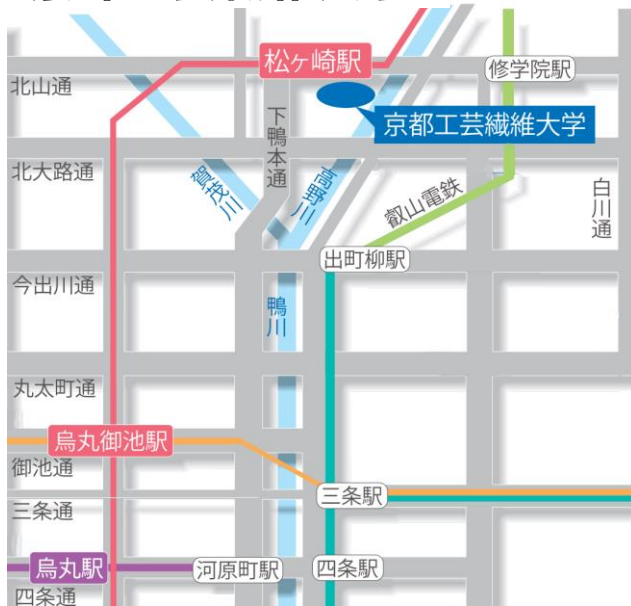 松ヶ崎駅
修学院駅
北山通
京都工芸繊維大学
下鴨本通
北大路通
賀茂川
高野川
叡山電鉄
白川通
出町柳駅
今出川通
鴨川
丸太町通
烏丸御池駅
御池通
三条駅
三条通
烏丸駅
河原町駅
四条駅
四条通